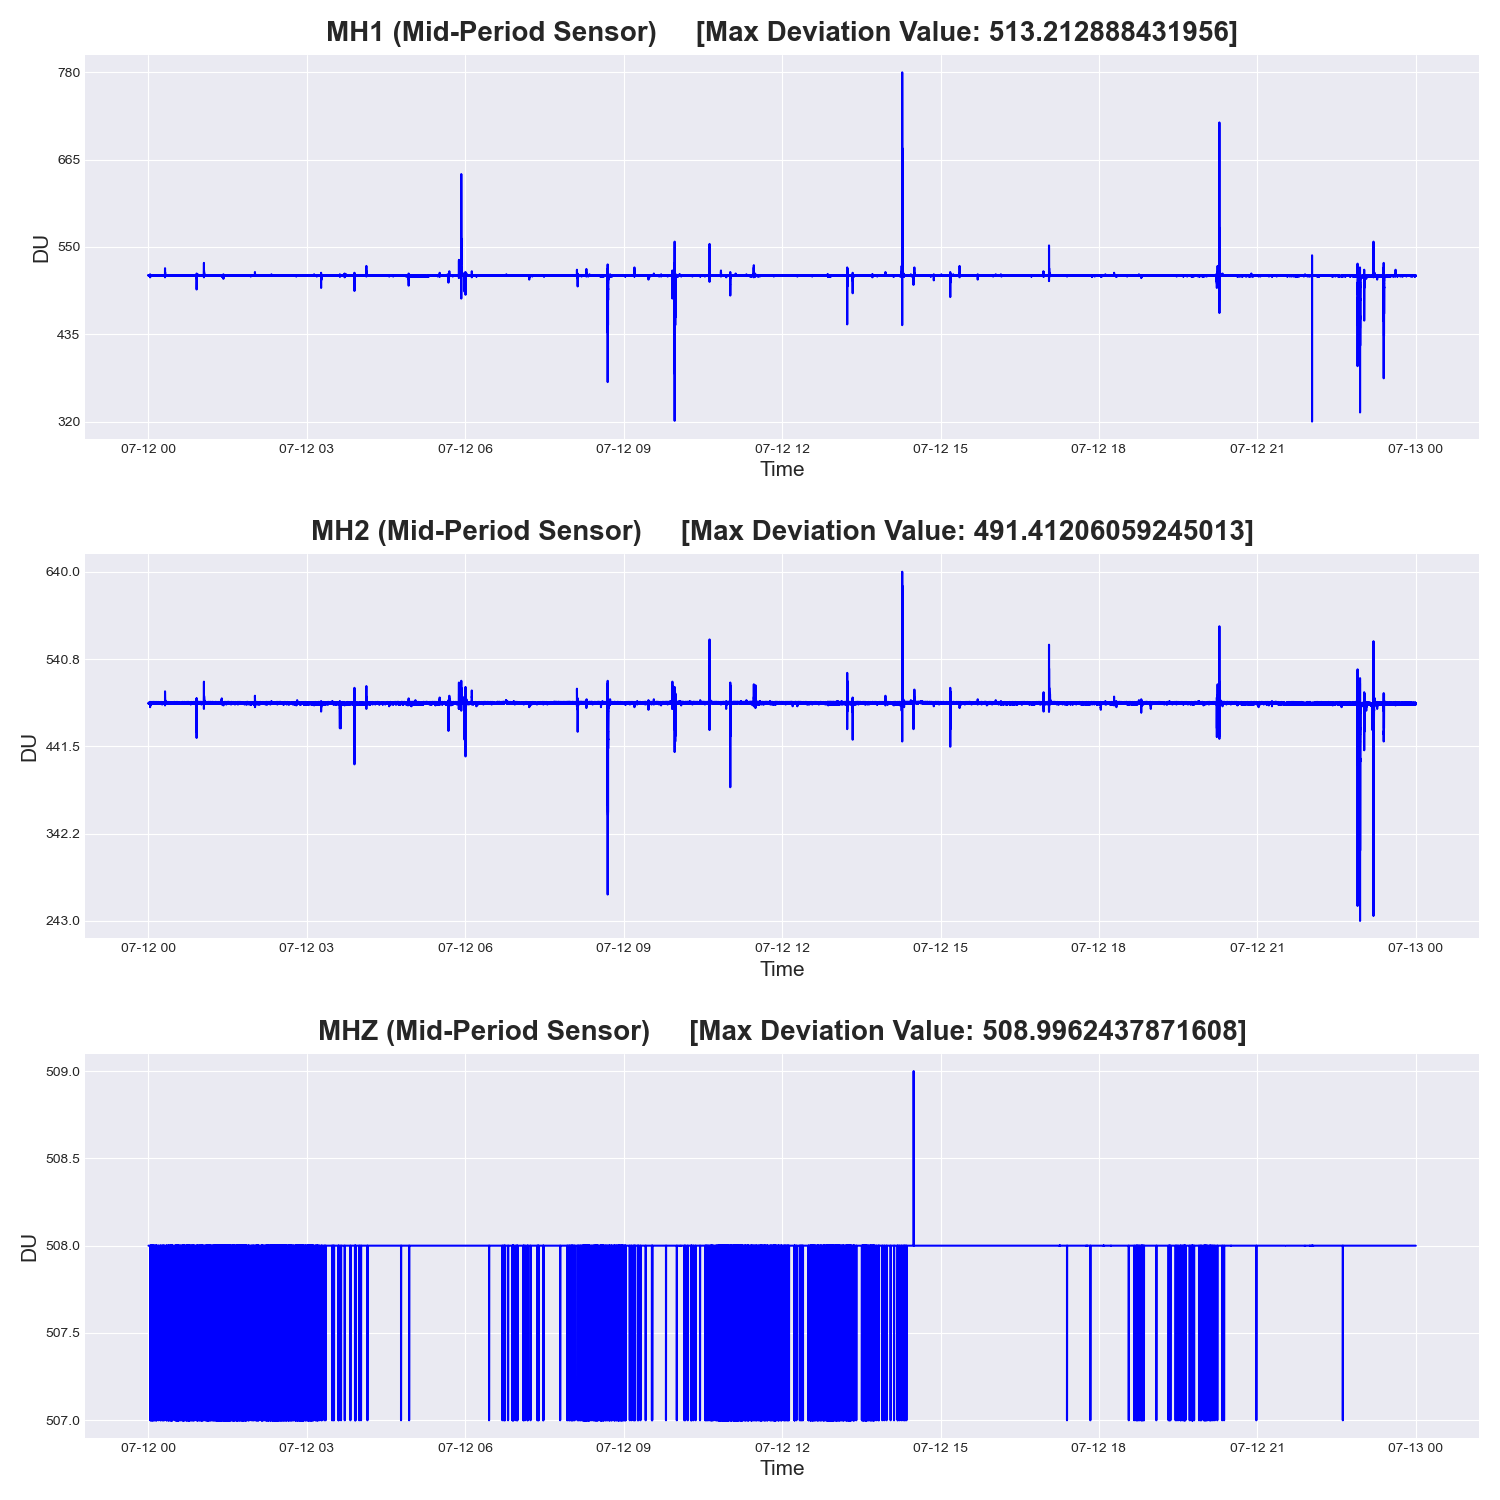 MH1 (Mid-Period Sensor) [Max Deviation Value: 513.212888431956]
780
665
550
435
320
DU
07-12 00 07-12 03 07-12 06 07-12 09 07-12 12 07-12 15 07-12 18 07-12 21 07-13 00
Time
MH2 (Mid-Period Sensor) [Max Deviation Value: 491.41206059245013]
640.0
540.8
441.5
342.2
243.0
DU
07-12 00 07-12 03 07-12 06 07-12 09 07-12 12 07-12 15 07-12 18 07-12 21 07-13 00
Time
MHZ (Mid-Period Sensor) [Max Deviation Value: 508.9962437871608]
509.0
508.5
508.0
507.5
507.0
DU
07-12 00 07-12 03 07-12 06 07-12 09 07-12 12 07-12 15 07-12 18 07-12 21 07-13 00
Time